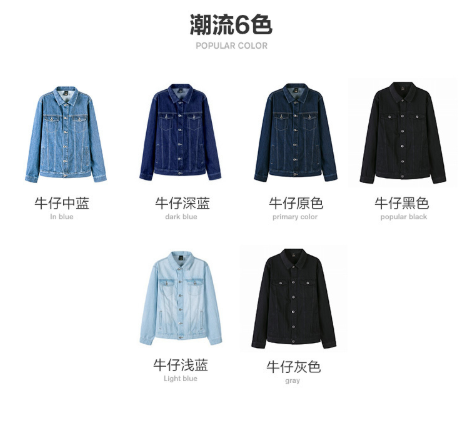 潮流6色
POPULAR COLOR
牛仔中蓝
In blue
牛仔深蓝
dark blue
牛仔原色
primary color
牛仔黑色
popular black
牛仔浅蓝
Light blue
牛仔灰色
gray